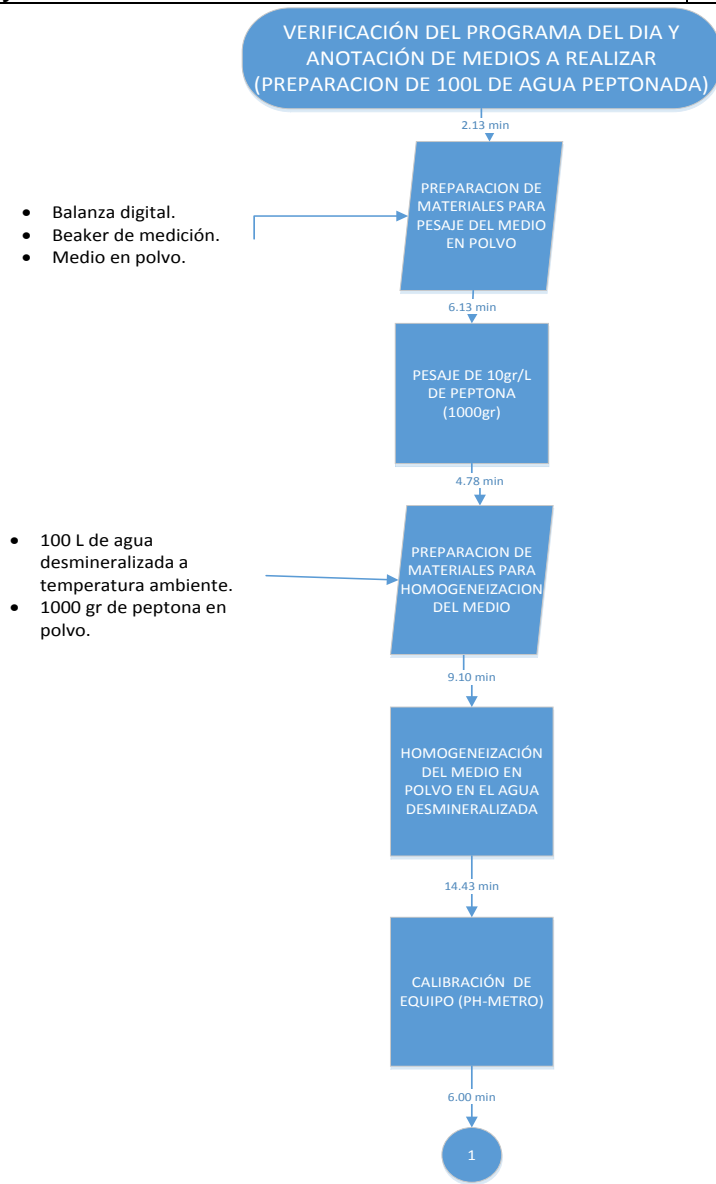 VERIFICACIÓN DEL PROGRAMA DEL DIA Y
ANOTACIÓN DE MEDIOS A REALIZAR
(PREPARACION DE 100L DE AGUA PEPTONADA)
2.13 min
• Balanza digital.
• Beaker de medición.
• Medio en polvo.
PREPARACION DE
MATERIALES PARA
PESAJE DEL MEDIO
EN POLVO
6.13 min
PESAJE DE 10gr/L
DE PEPTONA
(1000gr)
4.78 min
• 100 L de agua
desmineralizada a
temperatura ambiente.
• 1000 gr de peptona en
polvo.
PREPARACION DE
MATERIALES PARA
HOMOGENEIZACION
DEL MEDIO
9.10 min
HOMOGENEIZACIÓN
DEL MEDIO EN
POLVO EN EL AGUA
DESMINERALIZADA
14.43 min
CALIBRACIÓN DE
EQUIPO (PH-METRO)
6.00 min
1